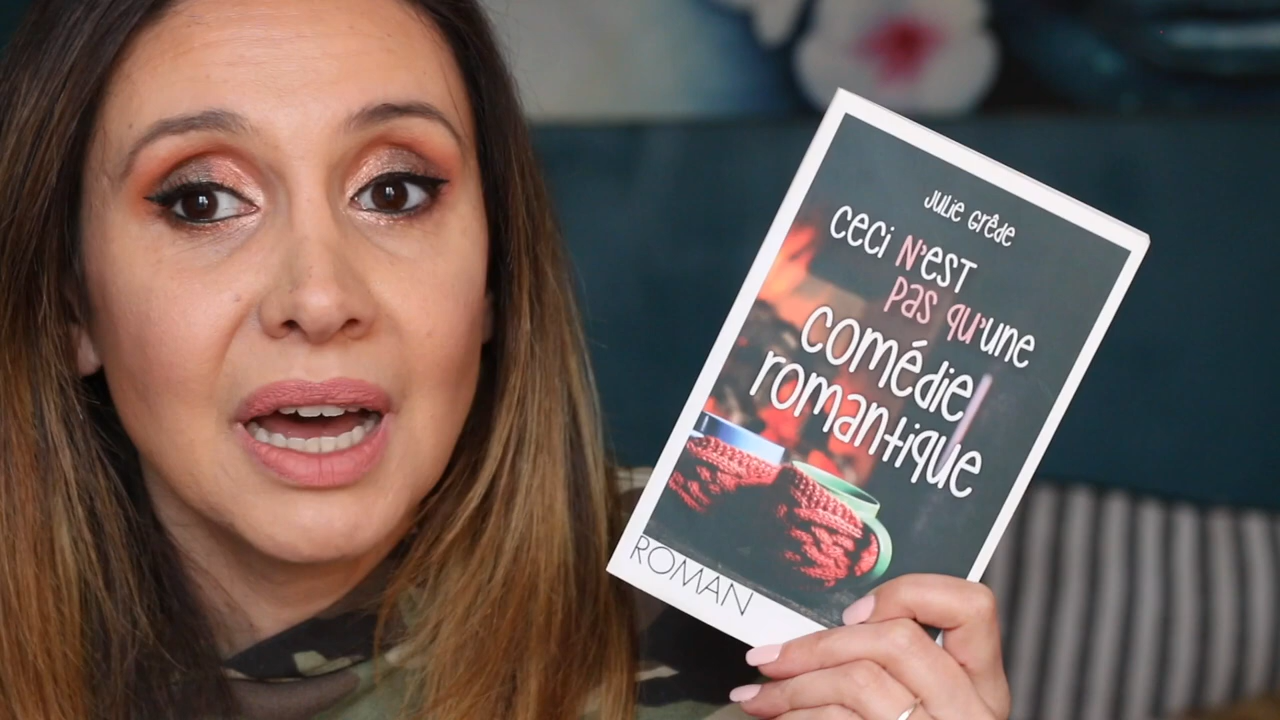 Julie Grêde
ceci n'est
pas qu'une
comédie
romantique
ROMAN